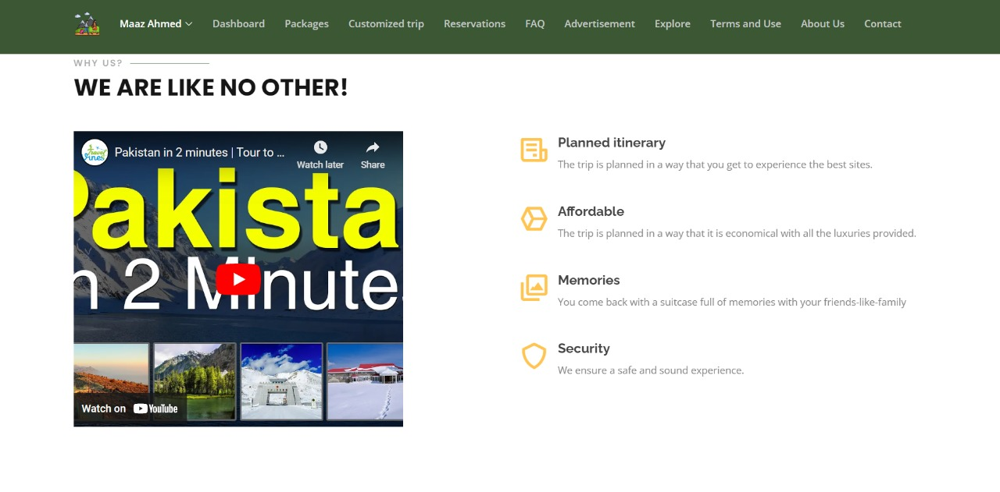 Maaz Ahmed Dashboard Packages Customized trip Reservations FAQ Advertisement Explore Terms and Use About Us Contact
WHY US?
WE ARE LIKE NO OTHER!
Travel
Vines
Pakistan in 2 minutes | Tour to ...
Watch later
Share
Pakista
n 2 Minute
Watch on YouTube
Planned itinerary
The trip is planned in a way that you get to experience the best sites.
Affordable
The trip is planned in a way that it is economical with all the luxuries provided.
Memories
You come back with a suitcase full of memories with your friends-like-family
Security
We ensure a safe and sound experience.